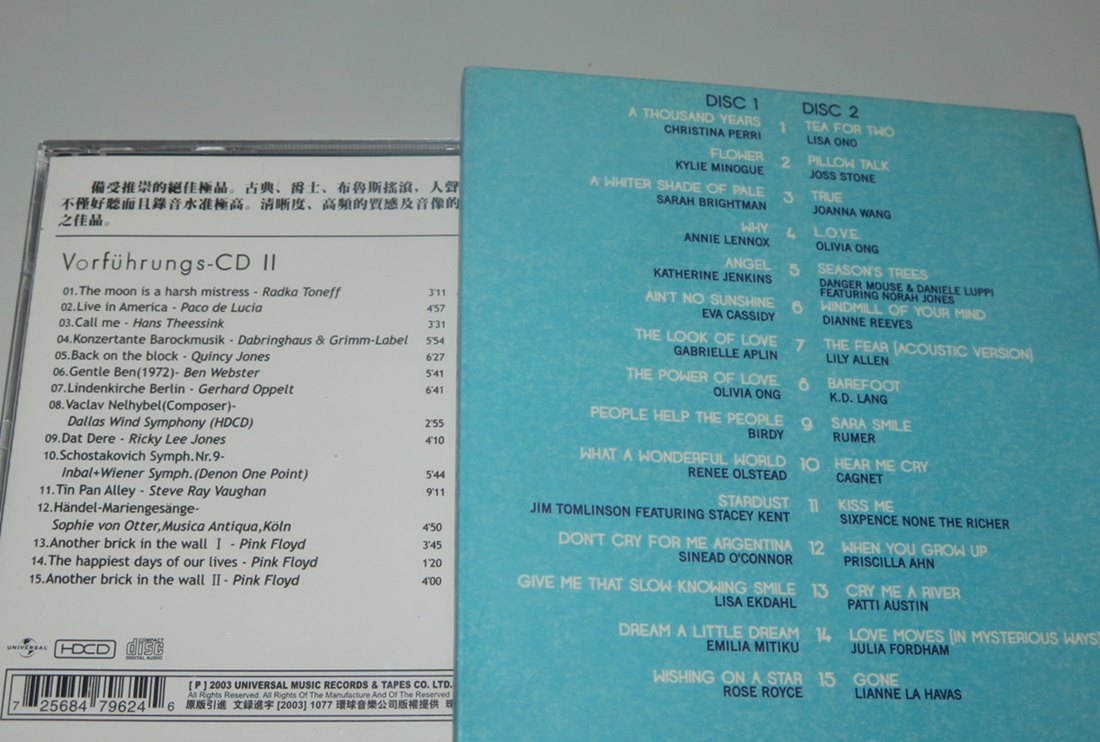 備受推崇的絕佳極品。古典、爵士、布魯斯搖滾，人聲
不僅好聽而且錄音水准極高。清晰度、高頻的質感及音像的
之佳品。
Vorführungs-CD II
01.The moon is a harsh mistress - Radka Toneff 3'11
02.Live in America - Paco de Lucia 4'57
03.Call me - Hans Theessink 3'31
04.Konzertante Barockmusik - Dabringhaus & Grimm-Label 5'54
05.Back on the block - Quincy Jones 6'27
06.Gentle Ben(1972)- Ben Webster 5'41
07.Lindenkirche Berlin - Gerhard Oppelt 6'41
08.Vaclav Nelhybel(Composer)-
Dallas Wind Symphony (HDCD) 2'55
09.Dat Dere - Ricky Lee Jones 4'10
10.Schostakovich Symph.Nr.9-
Inbal+Wiener Symph.(Denon One Point) 5'44
11.Tin Pan Alley - Steve Ray Vaughan 9'11
12.Händel-Mariengesänge-
Sophie von Otter,Musica Antiqua,Köln 4'50
13.Another brick in the wall I - Pink Floyd 3'45
14.The happiest days of our lives - Pink Floyd 1'20
15.Another brick in the wall II - Pink Floyd 4'00
UNIVERSAL HDCD COMPACT disc DIGITAL AUDIO
7 25684 79624 6
[ P ] 2003 UNIVERSAL MUSIC RECORDS & TAPES CO. LTD.
All Rights Reserved. All Rights of The Manufacture And Of The Reserved
原版引進 文錄進字 [2003] 1077 環球音樂公司版權提供 珠
DISC 1 DISC 2
A THOUSAND YEARS 1 TEA FOR TWO
CHRISTINA PERRI LISA ONO
FLOWER 2 PILLOW TALK
KYLIE MINOGUE JOSS STONE
A WHITER SHADE OF PALE 3 TRUE
SARAH BRIGHTMAN JOANNA WANG
WHY 4 L.O.V.E.
ANNIE LENNOX OLIVIA ONG
ANGEL 5 SEASON'S TREES
KATHERINE JENKINS DANGER MOUSE & DANIELE LUPPI
FEATURING NORAH JONES
AIN'T NO SUNSHINE 6 WINDMILL OF YOUR MIND
EVA CASSIDY DIANNE REEVES
THE LOOK OF LOVE 7 THE FEAR (ACOUSTIC VERSION)
GABRIELLE APLIN LILY ALLEN
THE POWER OF LOVE 8 BAREFOOT
OLIVIA ONG K.D. LANG
PEOPLE HELP THE PEOPLE 9 SARA SMILE
BIRDY RUMER
WHAT A WONDERFUL WORLD 10 HEAR ME CRY
RENEE OLSTEAD CAGNET
STARDUST 11 KISS ME
JIM TOMLINSON FEATURING STACEY KENT SIXPENCE NONE THE RICHER
DON'T CRY FOR ME ARGENTINA 12 WHEN YOU GROW UP
SINEAD O'CONNOR PRISCILLA AHN
GIVE ME THAT SLOW KNOWING SMILE 13 CRY ME A RIVER
LISA EKDAHL PATTI AUSTIN
DREAM A LITTLE DREAM 14 LOVE MOVES (IN MYSTERIOUS WAYS)
EMILIA MITIKU JULIA FORDHAM
WISHING ON A STAR 15 GONE
ROSE ROYCE LIANNE LA HAVAS